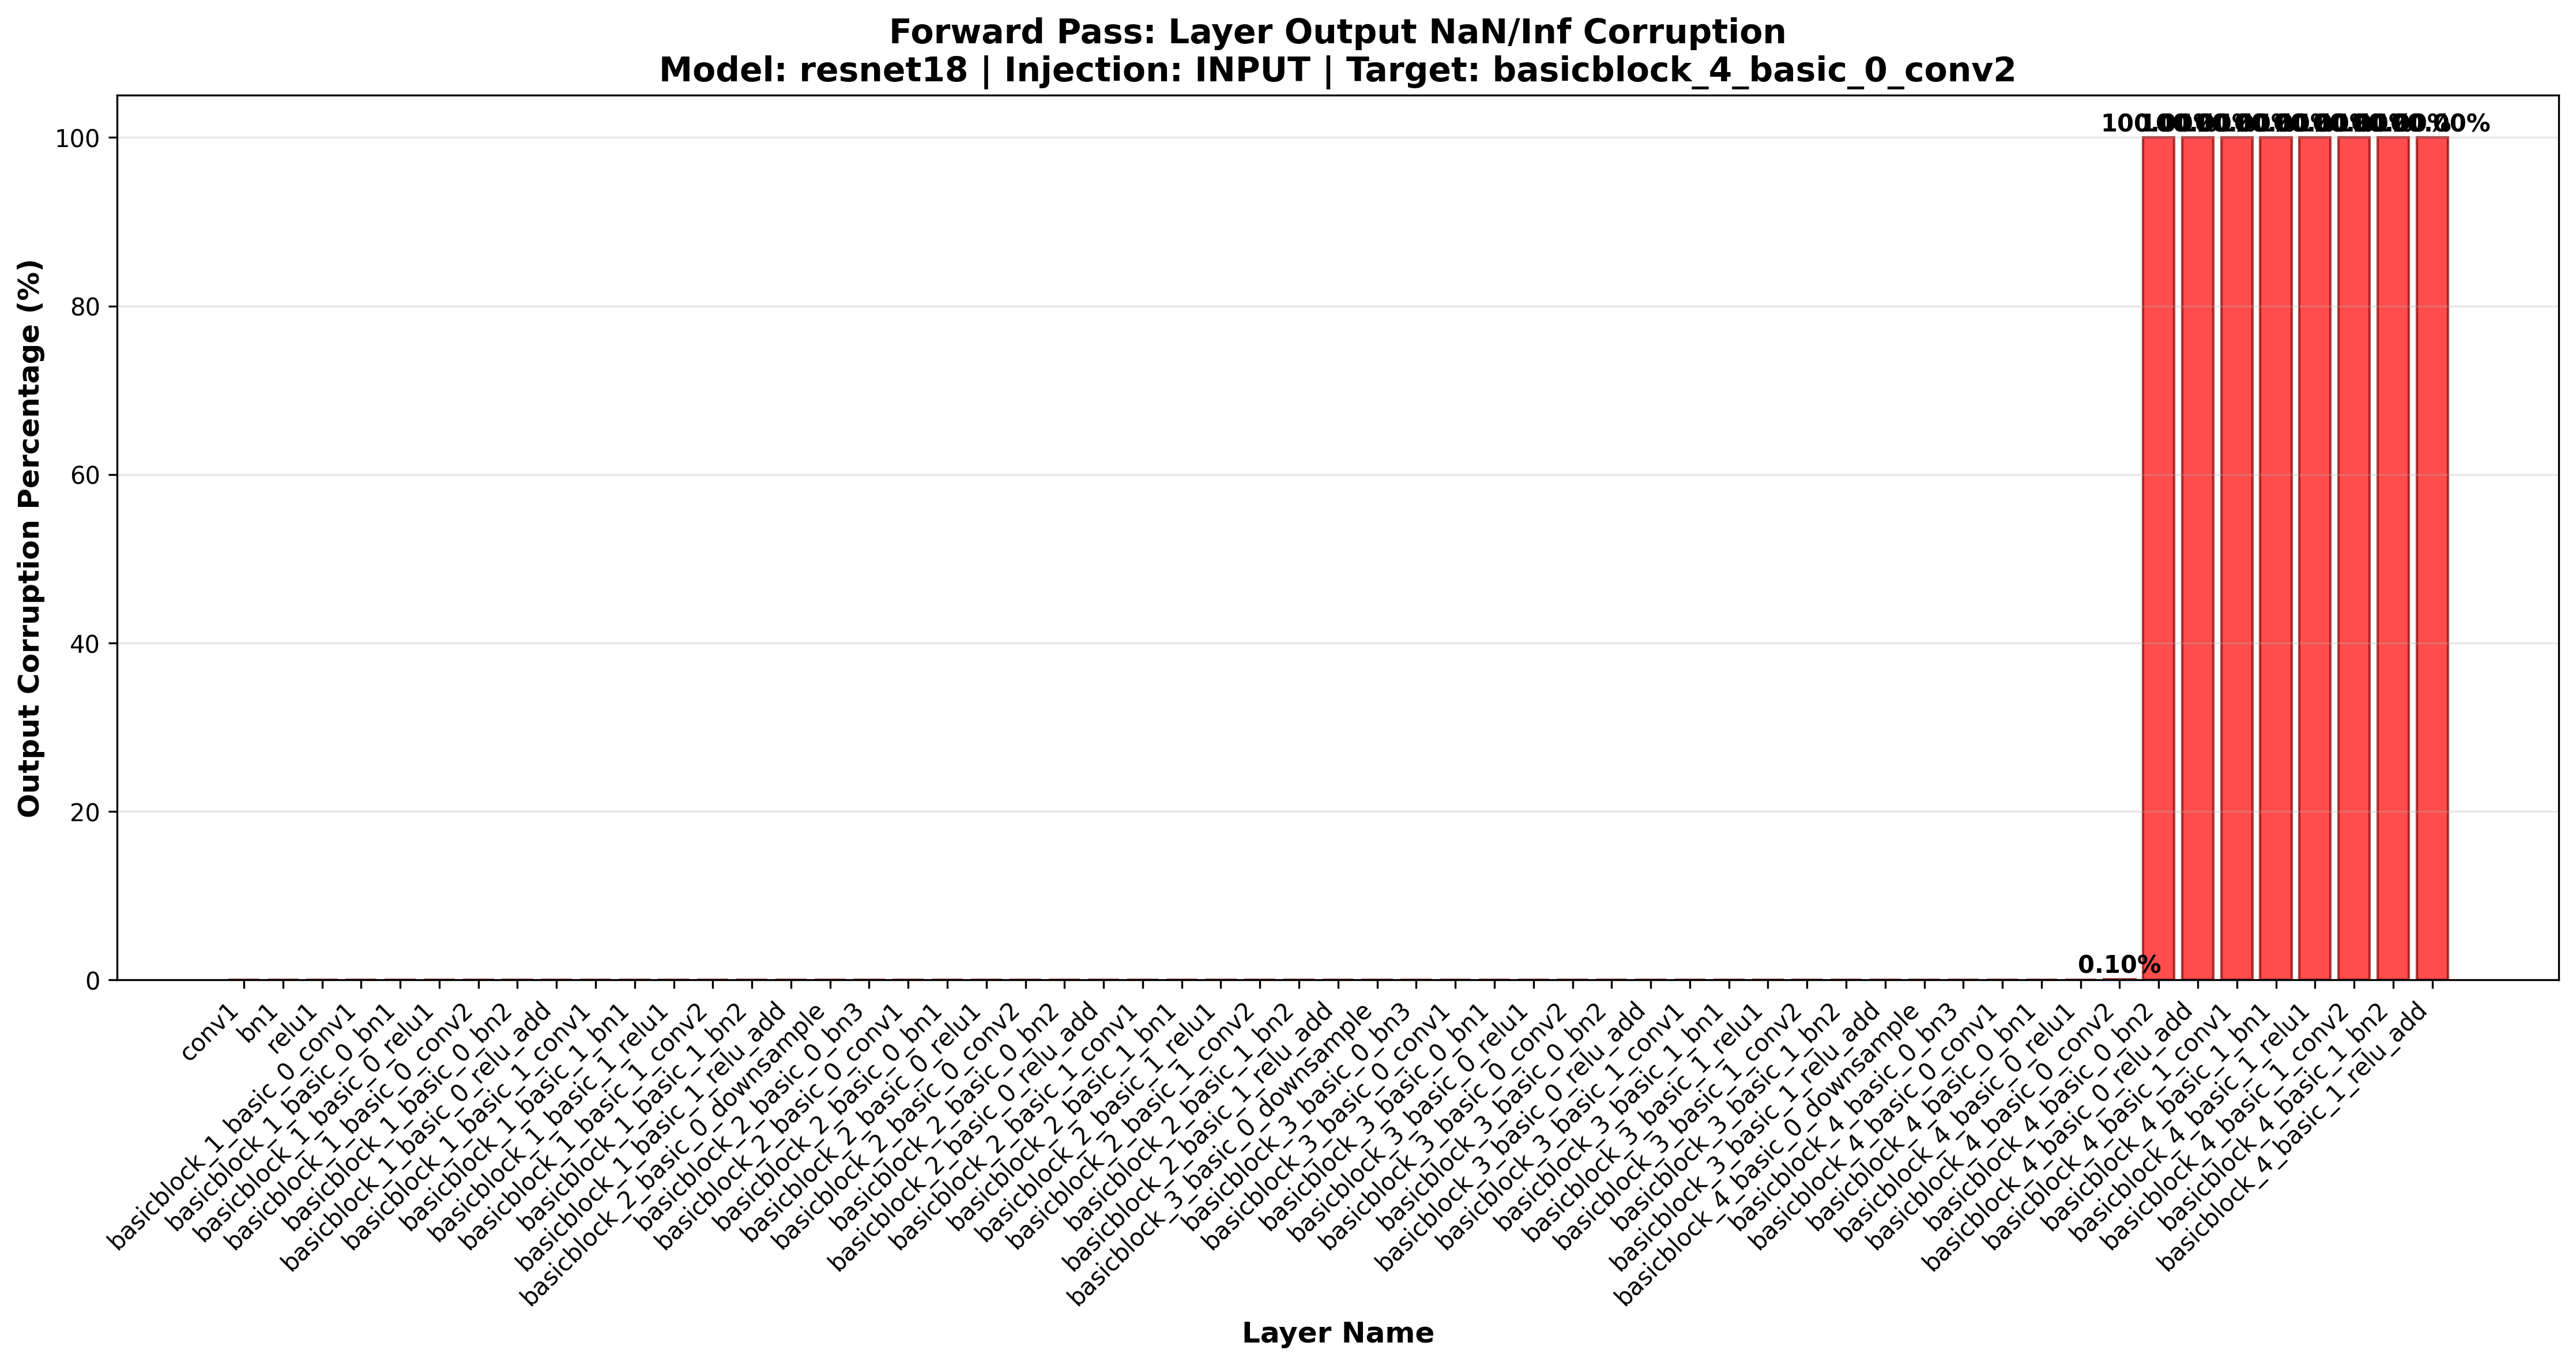 Forward Pass: Layer Output NaN/Inf Corruption
Model: resnet18 | Injection: INPUT | Target: basicblock_4_basic_0_conv2
Output Corruption Percentage (%)
100
80
60
40
20
0
0.10%
conv1
bn1
relu1
basicblock_1_basic_0_conv1
basicblock_1_basic_0_bn1
basicblock_1_basic_0_relu1
basicblock_1_basic_0_conv2
basicblock_1_basic_0_bn2
basicblock_1_basic_0_relu_add
basicblock_1_basic_1_conv1
basicblock_1_basic_1_bn1
basicblock_1_basic_1_relu1
basicblock_1_basic_1_conv2
basicblock_1_basic_1_bn2
basicblock_1_basic_1_relu_add
basicblock_2_basic_0_downsample
basicblock_2_basic_0_bn3
basicblock_2_basic_0_conv1
basicblock_2_basic_0_bn1
basicblock_2_basic_0_relu1
basicblock_2_basic_0_conv2
basicblock_2_basic_0_bn2
basicblock_2_basic_0_relu_add
basicblock_2_basic_1_conv1
basicblock_2_basic_1_bn1
basicblock_2_basic_1_relu1
basicblock_2_basic_1_conv2
basicblock_2_basic_1_bn2
basicblock_2_basic_1_relu_add
basicblock_3_basic_0_downsample
basicblock_3_basic_0_bn3
basicblock_3_basic_0_conv1
basicblock_3_basic_0_bn1
basicblock_3_basic_0_relu1
basicblock_3_basic_0_conv2
basicblock_3_basic_0_bn2
basicblock_3_basic_0_relu_add
basicblock_3_basic_1_conv1
basicblock_3_basic_1_bn1
basicblock_3_basic_1_relu1
basicblock_3_basic_1_conv2
basicblock_3_basic_1_bn2
basicblock_3_basic_1_relu_add
basicblock_4_basic_0_downsample
basicblock_4_basic_0_bn3
basicblock_4_basic_0_conv1
basicblock_4_basic_0_bn1
basicblock_4_basic_0_relu1
basicblock_4_basic_0_conv2
basicblock_4_basic_0_bn2
basicblock_4_basic_0_relu_add
basicblock_4_basic_1_conv1
basicblock_4_basic_1_bn1
basicblock_4_basic_1_relu1
basicblock_4_basic_1_conv2
basicblock_4_basic_1_bn2
basicblock_4_basic_1_relu_add
Layer Name